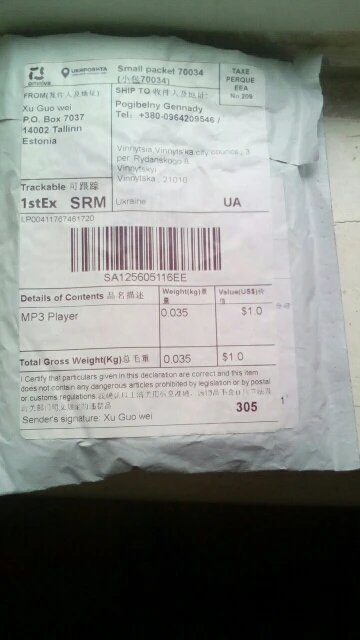 omniva
UKRPOSHTA
Small packet 70034
(小包70034)
TAXE
PERQUE
EEA
No 209
FROM(发件人及地址):
Xu Guo wei
P.O. Box 7037
14002 Tallinn
Estonia
SHIP TO 收件人及地址:
Pogibelny Gennady
Tel: +380-0964209546 /
Vinnytsia,Vinnytska city council, 3
per. Rydanskogo 8
Vinnytskyi
Vinnytska, 21010
Trackable 可跟踪
1stEx SRM
Ukraine
UA
LP00411787461720
SA125605116EE
Details of Contents 品名描述
Weight(kg)重量
Value(US$)价值
MP3 Player
0.035
$1.0
Total Gross Weight(Kg)总毛重
0.035
$1.0
I Certify that particulars given in this declaration are correct and this item
does not contain any dangerous articles prohibited by legislation or by postal
or customs regulations.
305
Sender's signature: Xu Guo wei